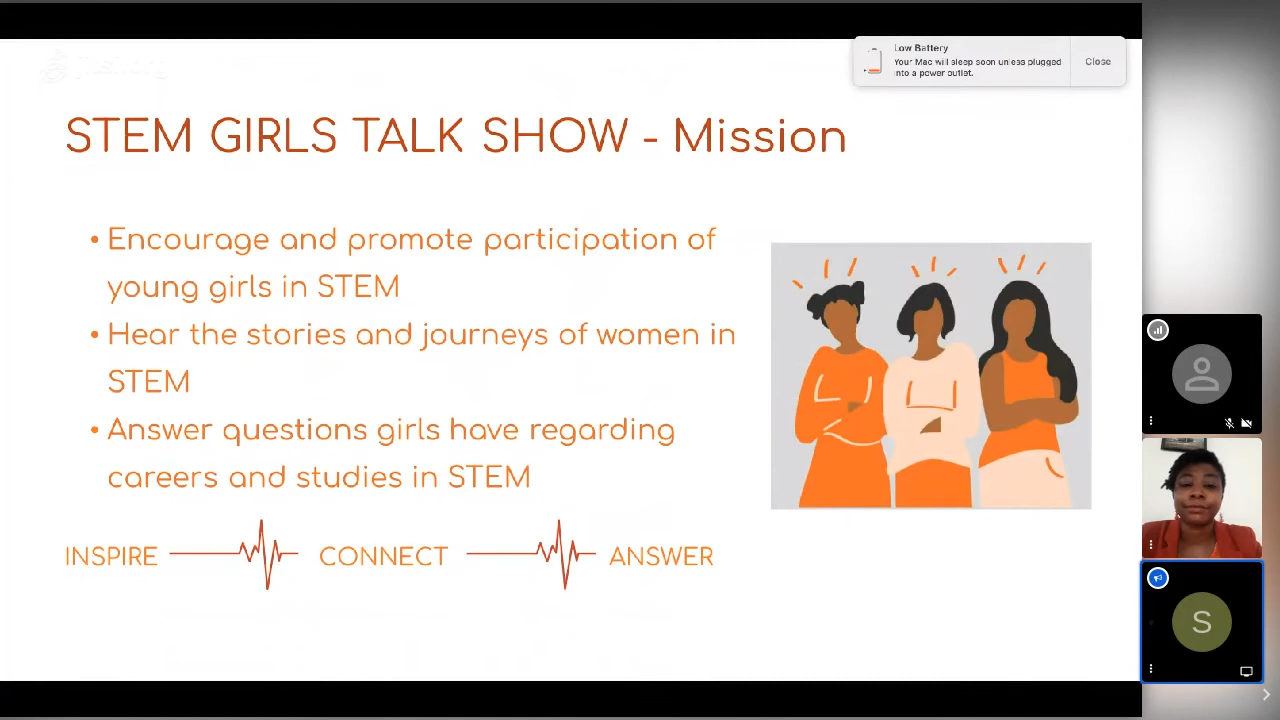 Low Battery
Your Mac will sleep soon unless plugged
into a power outlet.
Close
STEM GIRLS TALK SHOW - Mission
• Encourage and promote participation of
young girls in STEM
• Hear the stories and journeys of women in
STEM
• Answer questions girls have regarding
careers and studies in STEM
INSPIRE
CONNECT
ANSWER
S